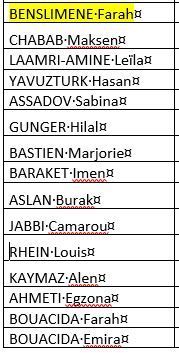 BENSLIMENE·Farah¤
CHABAB·Maksen¤
LAAMRI-AMINE·Leïla¤
YAVUZTURK·Hasan¤
ASSADOV·Sabina¤
GUNGER·Hilal¤
BASTIEN·Marjorie¤
BARAKET·Imen¤
ASLAN·Burak¤
JABBI·Camarou¤
RHEIN·Louis¤
KAYMAZ·Alen¤
AHMETI·Egzona¤
BOUACIDA·Farah¤
BOUACIDA·Emira¤